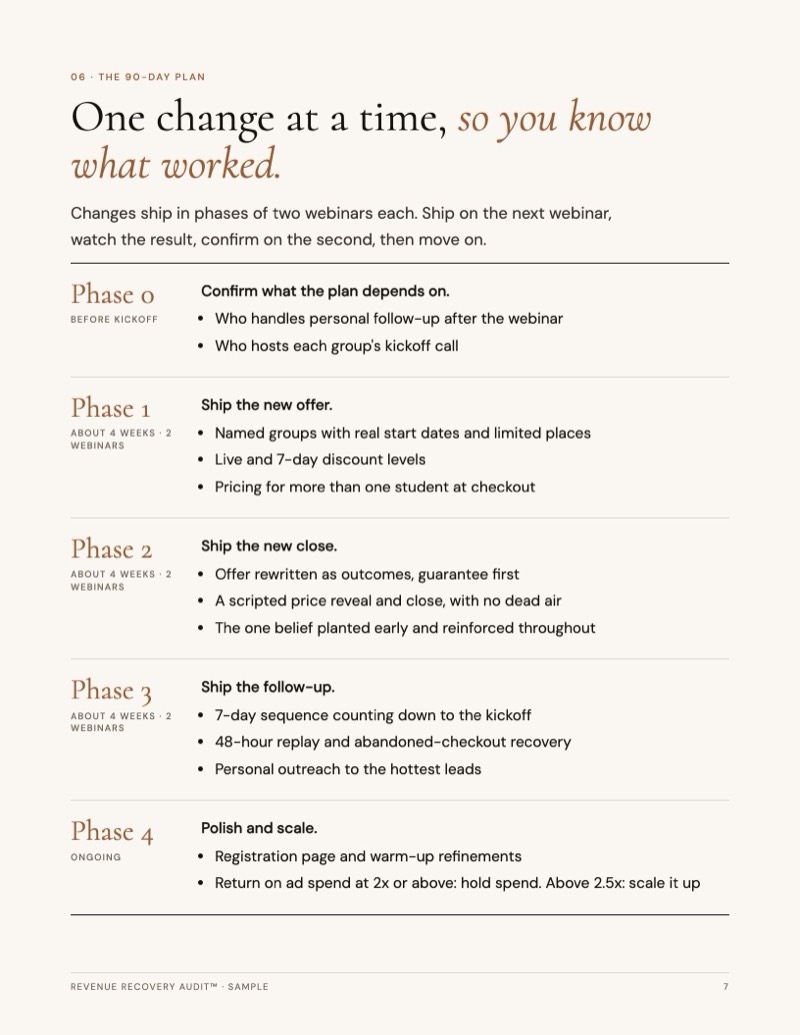 06 · THE 90-DAY PLAN
One change at a time, so you know
what worked.
Changes ship in phases of two webinars each. Ship on the next webinar,
watch the result, confirm on the second, then move on.
Phase 0
BEFORE KICKOFF
Confirm what the plan depends on.
• Who handles personal follow-up after the webinar
• Who hosts each group's kickoff call
Phase 1
ABOUT 4 WEEKS · 2
WEBINARS
Ship the new offer.
• Named groups with real start dates and limited places
• Live and 7-day discount levels
• Pricing for more than one student at checkout
Phase 2
ABOUT 4 WEEKS · 2
WEBINARS
Ship the new close.
• Offer rewritten as outcomes, guarantee first
• A scripted price reveal and close, with no dead air
• The one belief planted early and reinforced throughout
Phase 3
ABOUT 4 WEEKS · 2
WEBINARS
Ship the follow-up.
• 7-day sequence counting down to the kickoff
• 48-hour replay and abandoned-checkout recovery
• Personal outreach to the hottest leads
Phase 4
ONGOING
Polish and scale.
• Registration page and warm-up refinements
• Return on ad spend at 2x or above: hold spend. Above 2.5x: scale it up
REVENUE RECOVERY AUDIT™ · SAMPLE
7